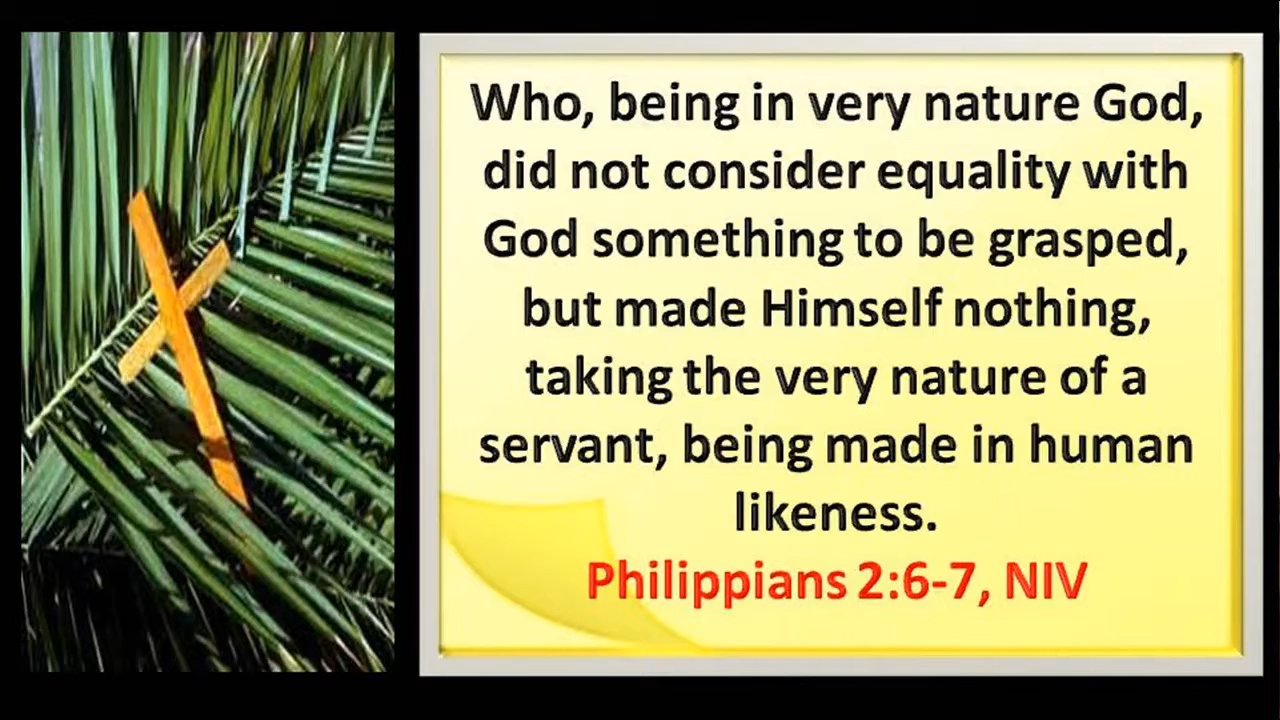 Who, being in very nature God,
did not consider equality with
God something to be grasped,
but made Himself nothing,
taking the very nature of a
servant, being made in human
likeness.
Philippians 2:6-7, NIV